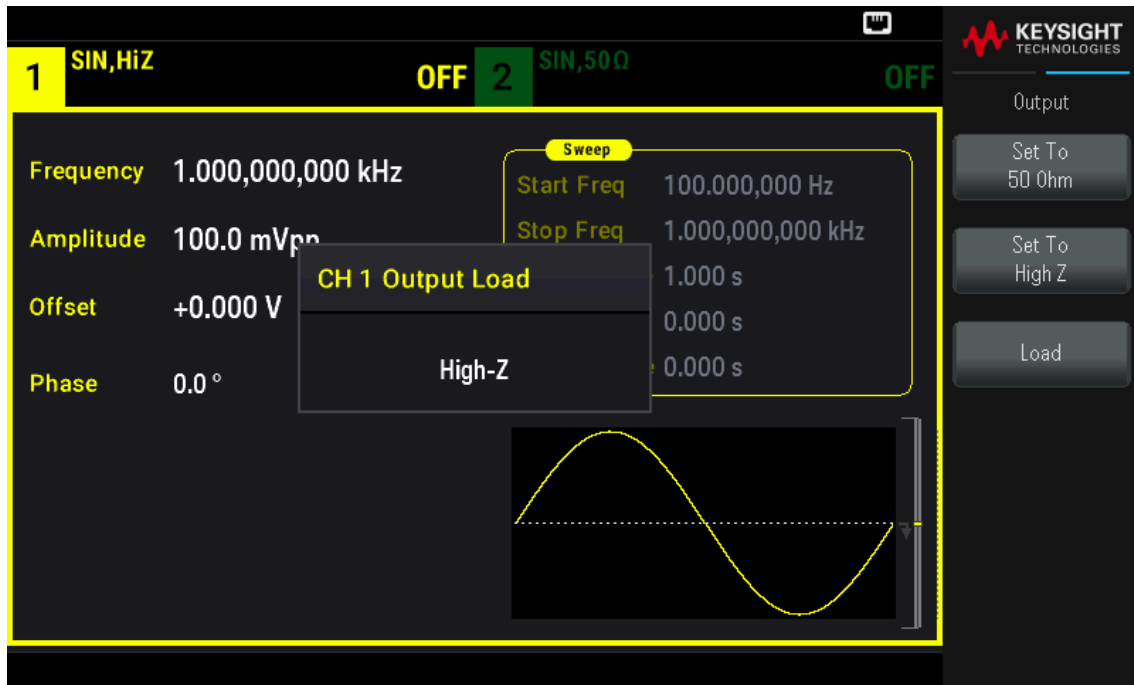 KEYSIGHT
TECHNOLOGIES
1 SIN,HiZ OFF 2 SIN,50Ω OFF
Output
Set To
50 Ohm
Set To
High Z
Load
Frequency 1.000,000,000 kHz
Amplitude 100.0 mVpp
Offset +0.000 V
Phase 0.0 °
Sweep
Start Freq 100.000,000 Hz
Stop Freq 1.000,000,000 kHz
1.000 s
0.000 s
0.000 s
CH 1 Output Load
High-Z